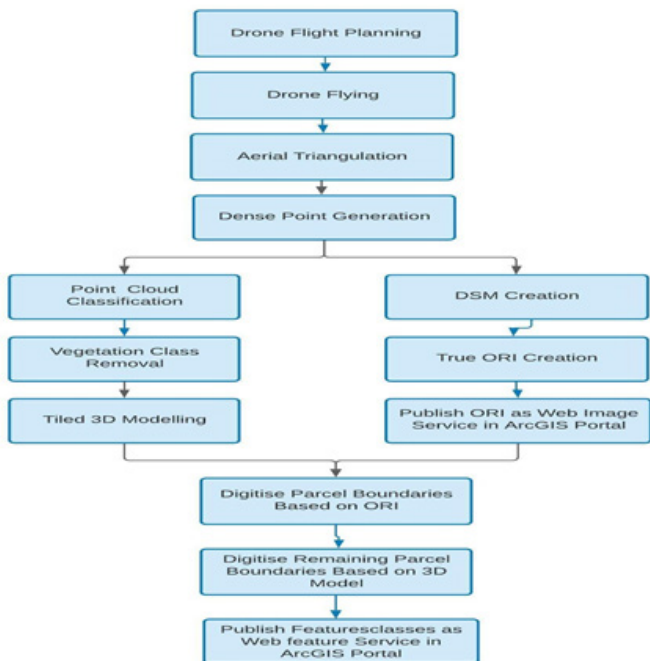 Drone Flight Planning
Drone Flying
Aerial Triangulation
Dense Point Generation
Point Cloud
Classification
Vegetation Class
Removal
Tiled 3D Modelling
DSM Creation
True ORI Creation
Publish ORI as Web Image
Service in ArcGIS Portal
Digitise Parcel Boundaries
Based on ORI
Digitise Remaining Parcel
Boundaries Based on 3D
Model
Publish Featuresclasses as
Web feature Service in
ArcGIS Portal